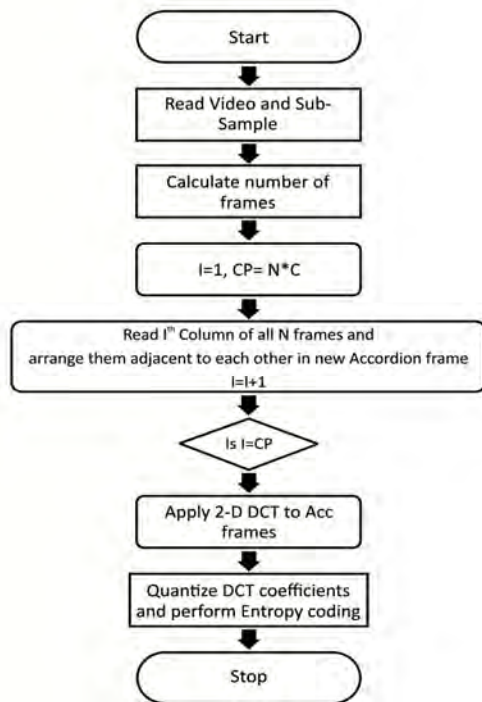 Start
Read Video and Sub-
Sample
Calculate number of
frames
I=1, CP= N*C
Read Iᵗʰ Column of all N frames and
arrange them adjacent to each other in new Accordion frame
I=I+1
Is I=CP
Apply 2-D DCT to Acc
frames
Quantize DCT coefficients
and perform Entropy coding
Stop